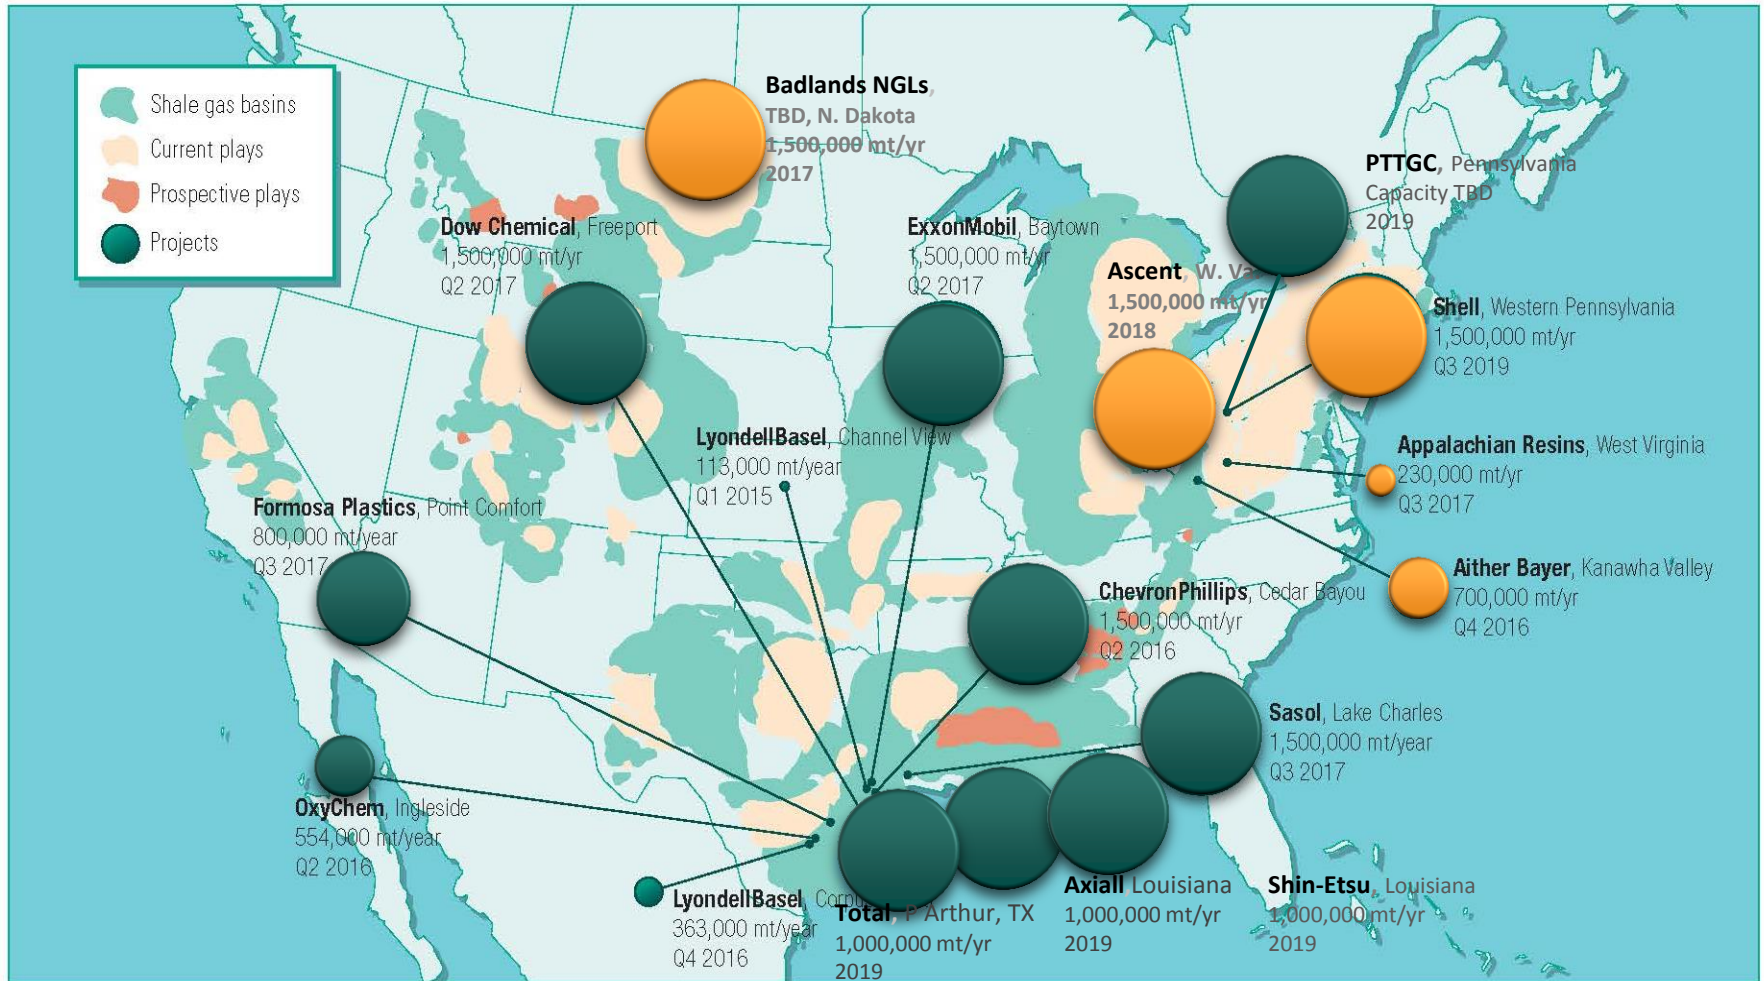 Shale gas basins
Current plays
Prospective plays
Projects
Badlands NGLs,
TBD, N. Dakota
1,500,000 mt/yr
2017
PTTGC, Pennsylvania
Capacity TBD
2019
Dow Chemical, Freeport
1,500,000 mt/yr
Q2 2017
ExxonMobil, Baytown
1,500,000 mt/yr
Q2 2017
Ascent, W. Va
1,500,000 mt/yr
2018
Shell, Western Pennsylvania
1,500,000 mt/yr
Q3 2019
LyondellBasel, Channel View
113,000 mt/year
Q1 2015
Appalachian Resins, West Virginia
230,000 mt/yr
Q3 2017
Formosa Plastics, Point Comfort
800,000 mt/year
Q3 2017
Aither Bayer, Kanawha Valley
700,000 mt/yr
Q4 2016
ChevronPhillips, Cedar Bayou
1,500,000 mt/yr
Q2 2016
Sasol, Lake Charles
1,500,000 mt/year
Q3 2017
OxyChem, Ingleside
554,000 mt/year
Q2 2016
LyondellBasel,
363,000 mt/year
Q4 2016
Total, P Arthur, TX
1,000,000 mt/yr
2019
Axiall Louisiana
1,000,000 mt/yr
2019
Shin-Etsu, Louisiana
1,000,000 mt/yr
2019